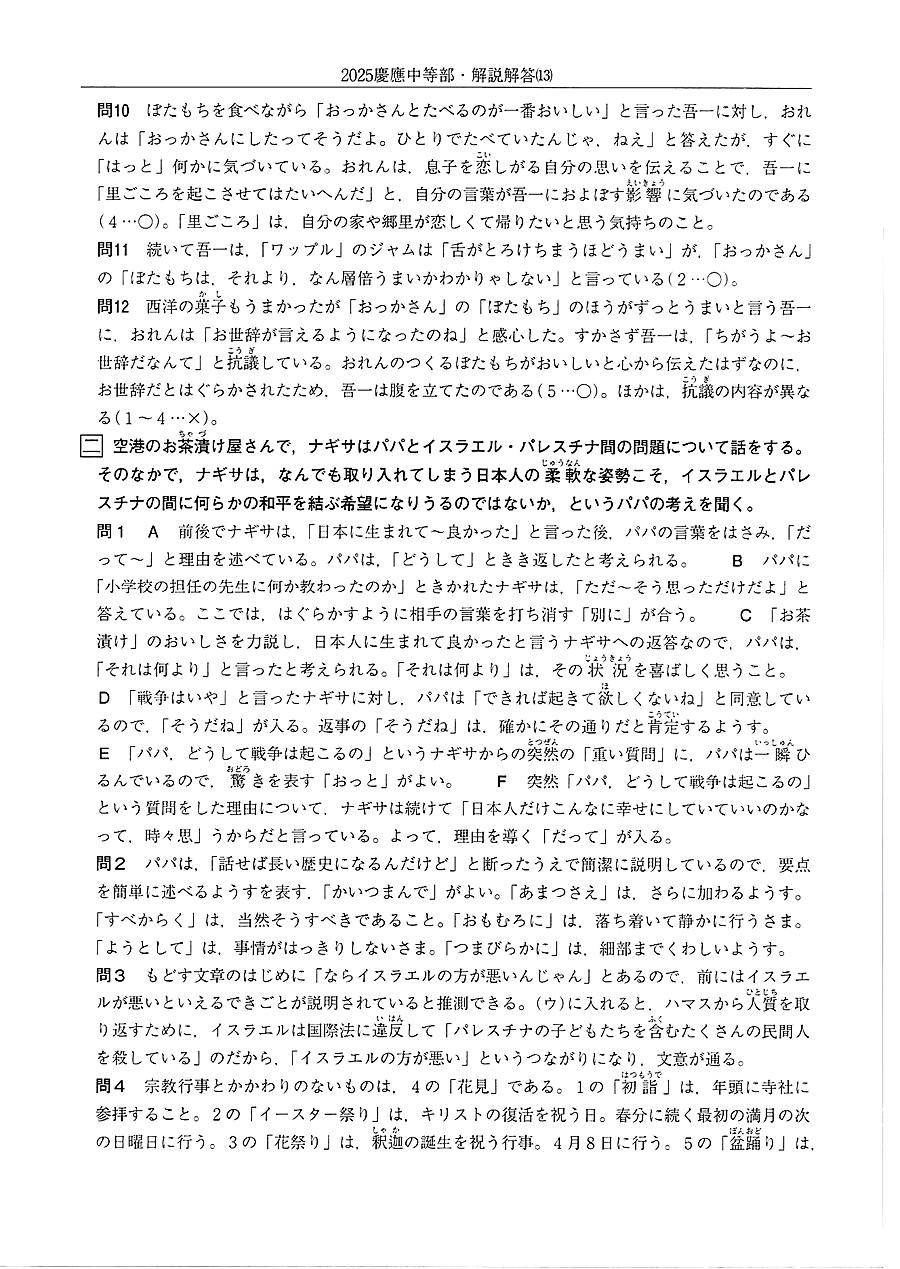 2025慶應中等部・解説解答(13)
問10　ぼたもちを食べながら「おっかさんとたべるのが一番おいしい」と言った吾一に対し，おれ
んは「おっかさんにしたってそうだよ。ひとりでたべていたんじゃ，ねえ」と答えたが，すぐに
「はっと」何かに気づいている。おれんは，息子を恋しがる自分の思いを伝えることで，吾一に
「里ごころを起こさせてはたいへんだ」と，自分の言葉が吾一におよぼす影響に気づいたのである
(4…○)。「里ごころ」は，自分の家や郷里が恋しくて帰りたいと思う気持ちのこと。
問11　続いて吾一は，「ワップル」のジャムは「舌がとろけちまうほどうまい」が，「おっかさん」
の「ぼたもちは，それより，なん層倍うまいかわかりゃしない」と言っている(2…○)。
問12　西洋の菓子もうまかったが「おっかさん」の「ぼたもち」のほうがずっとうまいと言う吾一
に，おれんは「お世辞が言えるようになったのね」と感心した。すかさず吾一は，「ちがうよ～お
世辞だなんて」と抗議している。おれんのつくるぼたもちがおいしいと心から伝えたはずなのに，
お世辞だとはぐらかされたため，吾一は腹を立てたのである(5…○)。ほかは，抗議の内容が異な
る(1～4…×)。
二　空港のお茶漬け屋さんで，ナギサはパパとイスラエル・パレスチナ間の問題について話をする。
そのなかで，ナギサは，なんでも取り入れてしまう日本人の柔軟な姿勢こそ，イスラエルとパレ
スチナの間に何らかの和平を結ぶ希望になりうるのではないか，というパパの考えを聞く。
問1　A　前後でナギサは，「日本に生まれて～良かった」と言った後，パパの言葉をはさみ，「だ
って～」と理由を述べている。パパは，「どうして」ときき返したと考えられる。　B　パパに
「小学校の担任の先生に何か教わったのか」ときかれたナギサは，「ただ～そう思っただけだよ」と
答えている。ここでは，はぐらかすように相手の言葉を打ち消す「別に」が合う。　C　「お茶
漬け」のおいしさを力説し，日本人に生まれて良かったと言うナギサへの返答なので，パパは，
「それは何より」と言ったと考えられる。「それは何より」は，その状況を喜ばしく思うこと。
D　「戦争はいや」と言ったナギサに対し，パパは「できれば起きて欲しくないね」と同意してい
るので，「そうだね」が入る。返事の「そうだね」は，確かにその通りだと肯定するようす。
E　「パパ，どうして戦争は起こるの」というナギサからの突然の「重い質問」に，パパは一瞬ひ
るんでいるので，驚きを表す「おっと」がよい。　F　突然「パパ，どうして戦争は起こるの」
という質問をした理由について，ナギサは続けて「日本人だけこんなに幸せにしていていいのかな
って，時々思」うからだと言っている。よって，理由を導く「だって」が入る。
問2　パパは，「話せば長い歴史になるんだけど」と断ったうえで簡潔に説明しているので，要点
を簡単に述べるようすを表す，「かいつまんで」がよい。「あまつさえ」は，さらに加わるようす。
「すべからく」は，当然そうすべきであること。「おもむろに」は，落ち着いて静かに行うさま。
「ようとして」は，事情がはっきりしないさま。「つまびらかに」は，細部までくわしいようす。
問3　もどす文章のはじめに「ならイスラエルの方が悪いんじゃん」とあるので，前にはイスラエ
ルが悪いといえるできごとが説明されていると推測できる。(ウ)に入れると，ハマスから人質を取
り返すために，イスラエルは国際法に違反して「パレスチナの子どもたちを含むたくさんの民間人
を殺している」のだから，「イスラエルの方が悪い」というつながりになり，文意が通る。
問4　宗教行事とかかわりのないものは，4の「花見」である。1の「初詣」は，年頭に寺社に
参拝すること。2の「イースター祭り」は，キリストの復活を祝う日。春分に続く最初の満月の次
の日曜日に行う。3の「花祭り」は，釈迦の誕生を祝う行事。4月8日に行う。5の「盆踊り」は，